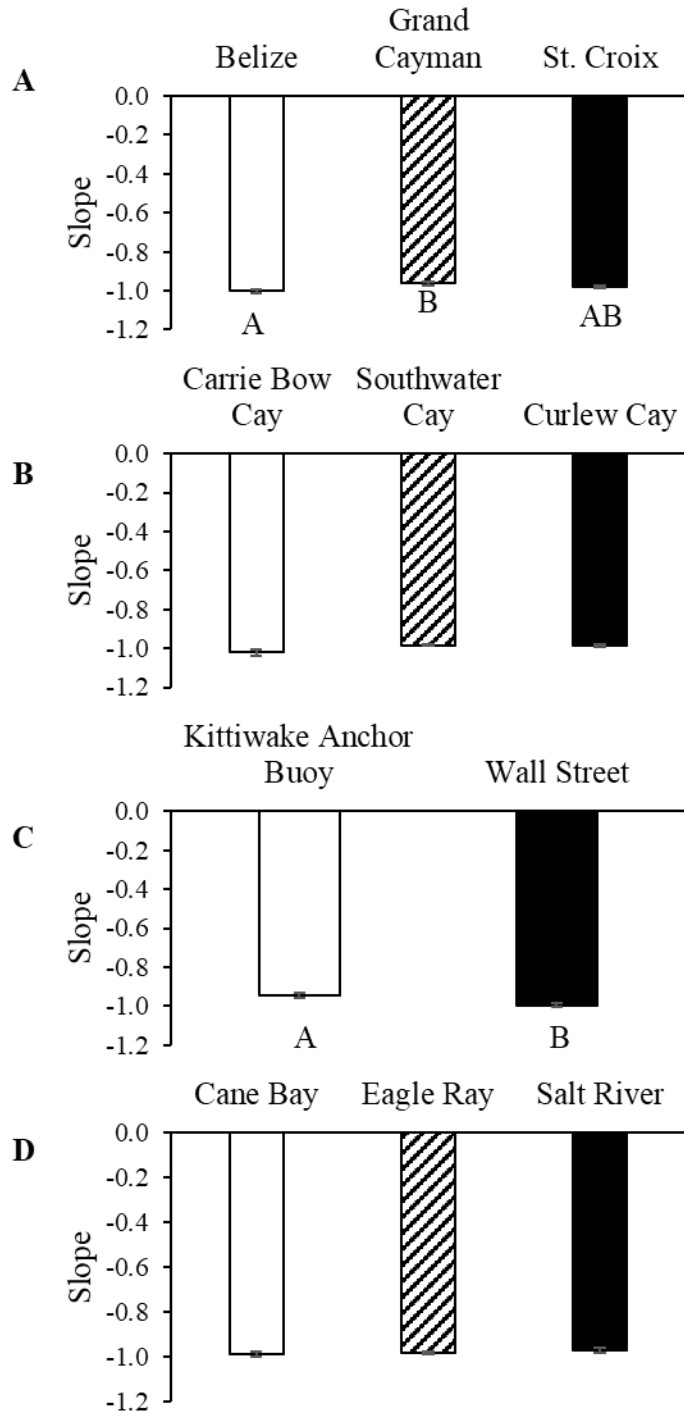 A
Belize
Grand
Cayman
St. Croix
0.0
-0.2
-0.4
-0.6
-0.8
-1.0
-1.2
Slope
A
B
AB
B
Carrie Bow
Cay
Southwater
Cay
Curlew Cay
0.0
-0.2
-0.4
-0.6
-0.8
-1.0
-1.2
Slope
C
Kittiwake Anchor
Buoy
Wall Street
0.0
-0.2
-0.4
-0.6
-0.8
-1.0
-1.2
Slope
A
B
D
Cane Bay
Eagle Ray
Salt River
0.0
-0.2
-0.4
-0.6
-0.8
-1.0
-1.2
Slope